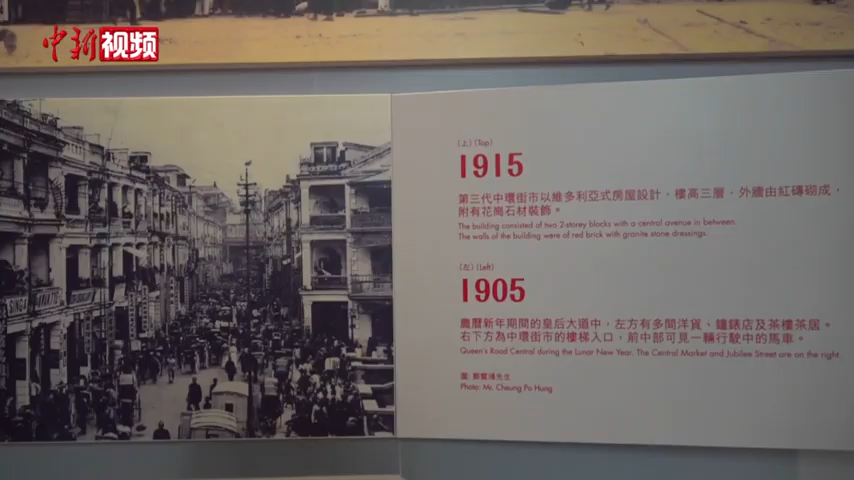 中新视频
(上) (Top)
1915
第三代中環街市以維多利亞式房屋設計，樓高三層，外牆由紅磚砌成，
附有花崗石材裝飾。
The building consisted of two 2-storey blocks with a central avenue in between.
The walls of the building were of red brick with granite stone dressings.
(左) (Left)
1905
農曆新年期間的皇后大道中，左方有多間洋貨、鐘錶店及茶樓茶居。
右下方為中環街市的樓梯入口，前中部可見一輛行駛中的馬車。
Queen's Road Central during the Lunar New Year. The Central Market and Jubilee Street are on the right.
圖: 鄭寶鴻先生
Photo: Mr. Cheung Po Hung